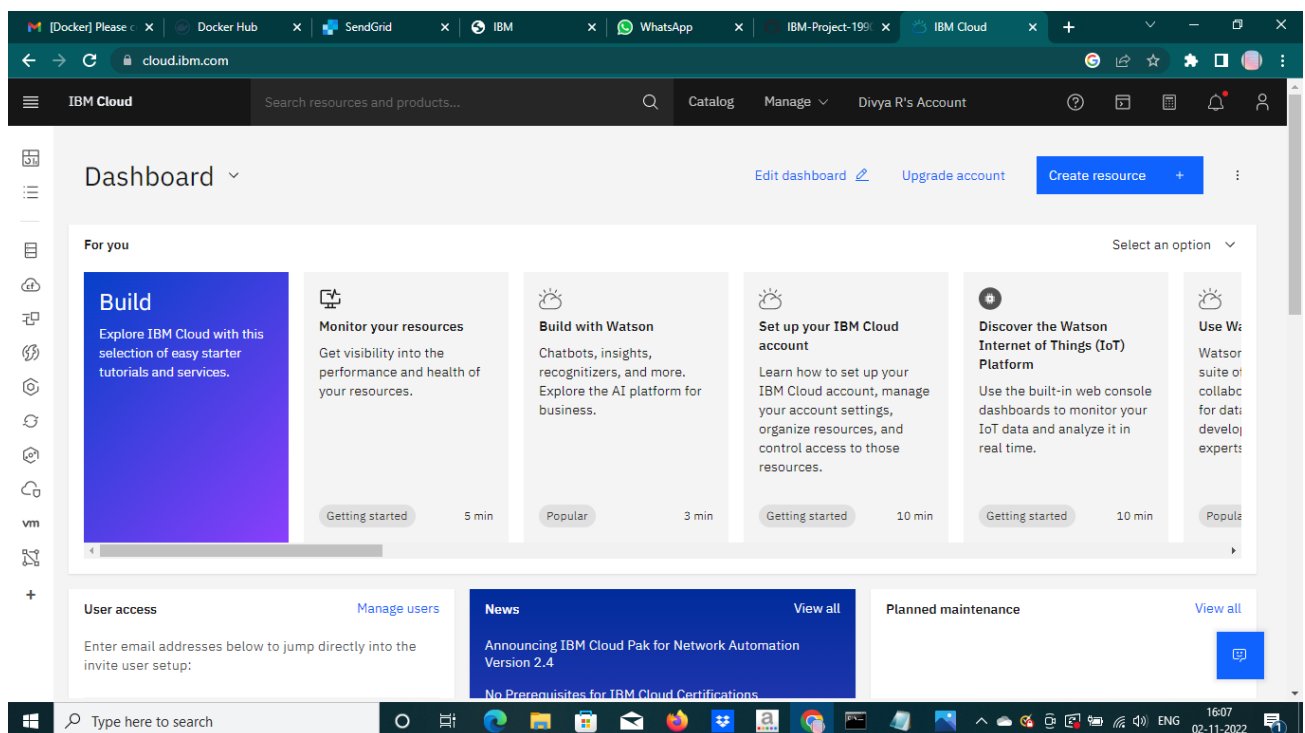 [Docker] Please c
Docker Hub
SendGrid
IBM
WhatsApp
IBM-Project-199
IBM Cloud
cloud.ibm.com
IBM Cloud
Search resources and products...
Catalog
Manage
Divya R's Account
Dashboard
Edit dashboard
Upgrade account
Create resource +
For you
Select an option
Build
Explore IBM Cloud with this
selection of easy starter
tutorials and services.
Monitor your resources
Get visibility into the
performance and health of
your resources.
Getting started
5 min
Build with Watson
Chatbots, insights,
recognitizers, and more.
Explore the AI platform for
business.
Popular
3 min
Set up your IBM Cloud
account
Learn how to set up your
IBM Cloud account, manage
your account settings,
organize resources, and
control access to those
resources.
Getting started
10 min
Discover the Watson
Internet of Things (IoT)
Platform
Use the built-in web console
dashboards to monitor your
IoT data and analyze it in
real time.
Getting started
10 min
Use Wa
Watson
suite of
collabo
for data
develop
experts
Popula
vm
User access
Manage users
Enter email addresses below to jump directly into the
invite user setup:
News
View all
Announcing IBM Cloud Pak for Network Automation
Version 2.4
No Prerequisites for IBM Cloud Certifications
Planned maintenance
View all
Type here to search
ENG
16:07
02-11-2022